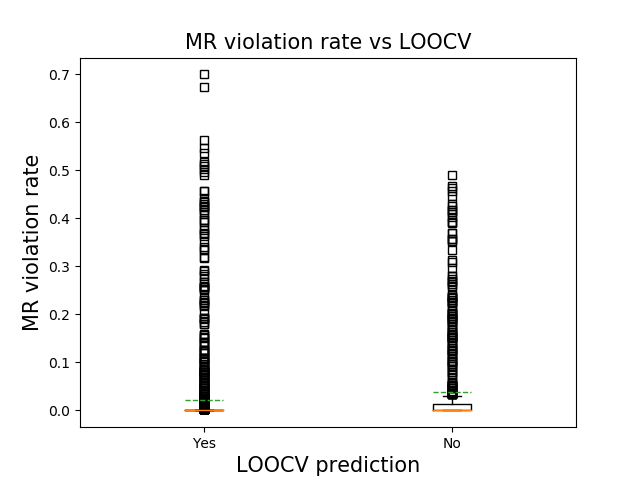 MR violation rate vs LOOCV
MR violation rate
0.7
0.6
0.5
0.4
0.3
0.2
0.1
0.0
Yes
No
LOOCV prediction